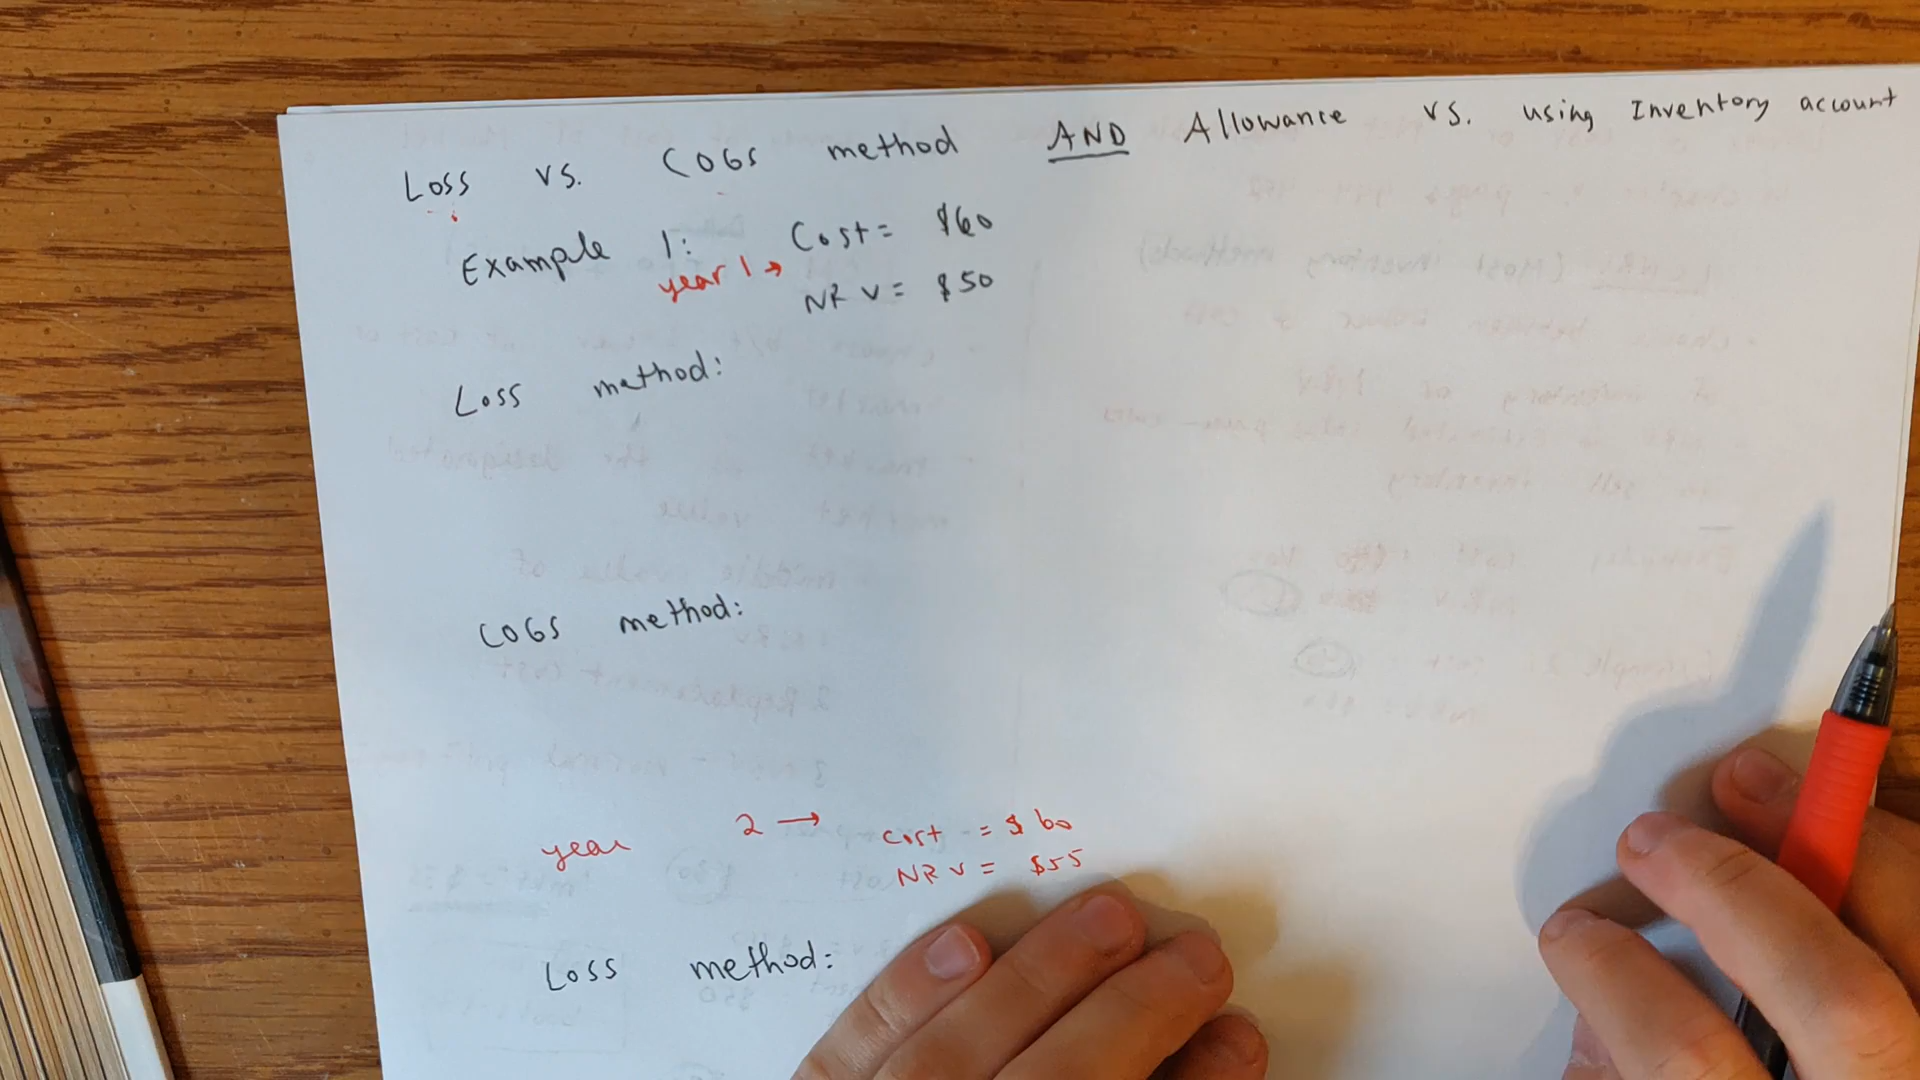 Loss vs. COGS method AND Allowance vs. using Inventory account
Example 1: Cost = $60
year 1 → NRV = $50
Loss method:
COGS method:
year 2 → cost = $60
NRV = $55
Loss method: